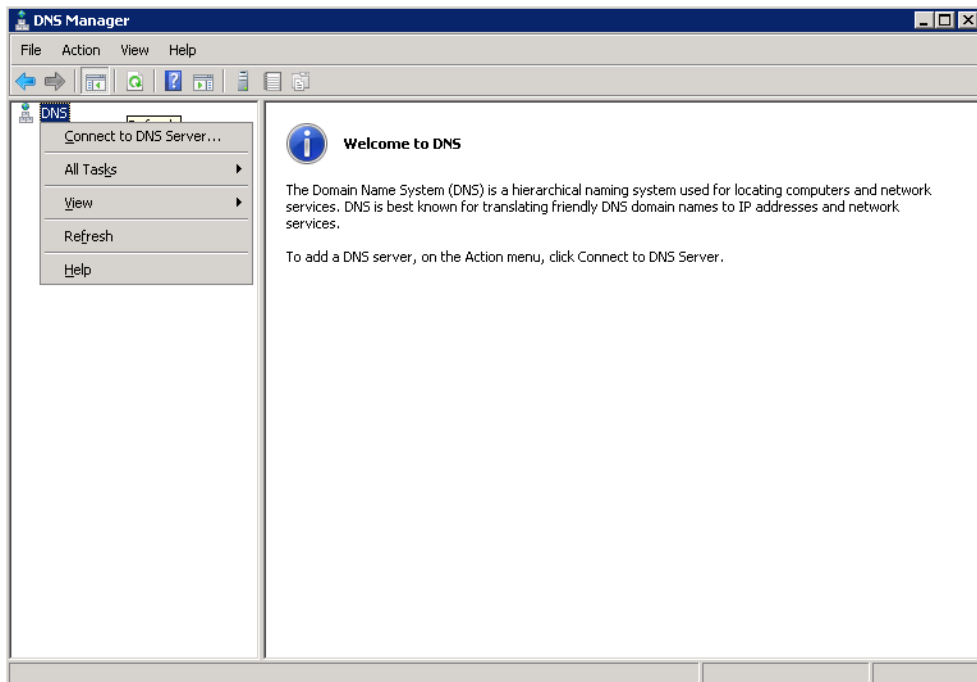 DNS Manager
File Action View Help
DNS
Connect to DNS Server...
All Tasks
View
Refresh
Help
Welcome to DNS
The Domain Name System (DNS) is a hierarchical naming system used for locating computers and network
services. DNS is best known for translating friendly DNS domain names to IP addresses and network
services.
To add a DNS server, on the Action menu, click Connect to DNS Server.